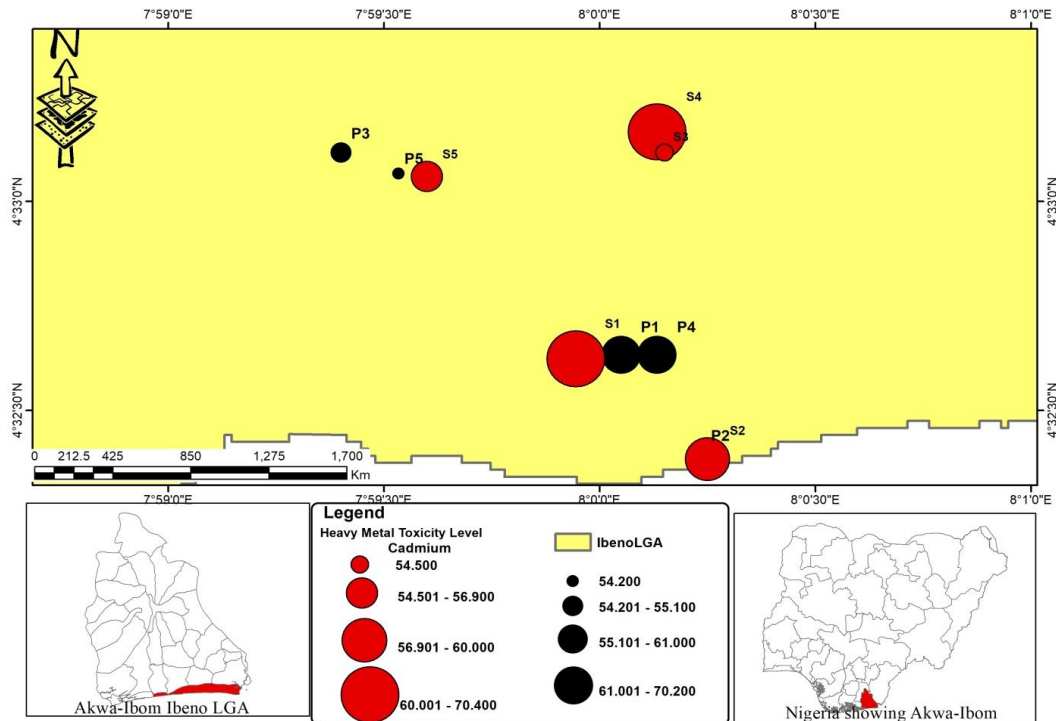 7°59'0"E
7°59'30"E
8°0'0"E
8°0'30"E
8°1'0"E
N
S4
P3
S3
S5
P5
4°33'0"N
4°33'0"N
S1
P1
P4
4°32'30"N
4°32'30"N
P2
S2
0
212.5
425
850
1,275
1,700
Km
7°59'0"E
7°59'30"E
8°0'0"E
8°0'30"E
8°1'0"E
Legend
Heavy Metal Toxicity Level
Cadmium
54.500
54.501 - 56.900
56.901 - 60.000
60.001 - 70.400
IbenoLGA
54.200
54.201 - 55.100
55.101 - 61.000
61.001 - 70.200
Akwa-Ibom Ibeno LGA
Nigeria showing Akwa-Ibom